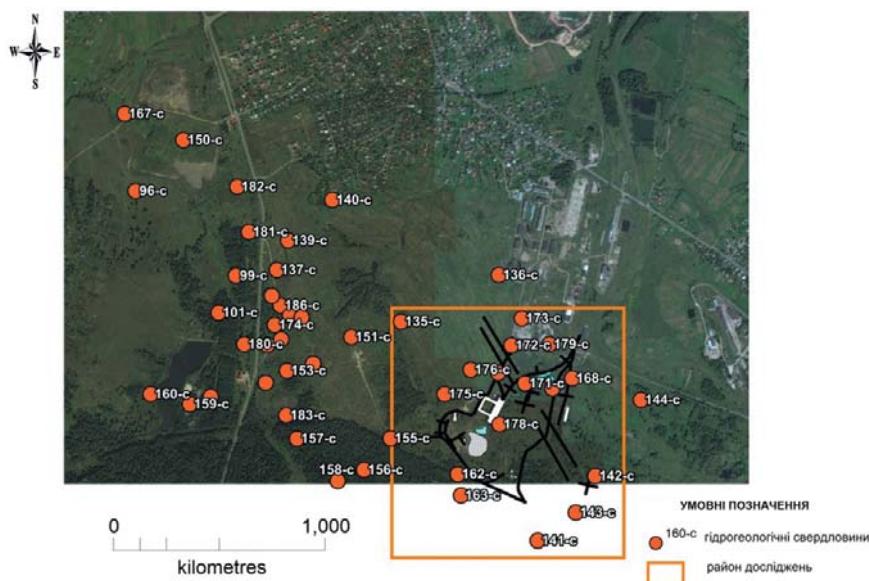 N
W E
S
167-с
150-с
96-с
182-с
140-с
181-с
139-с
99-с
137-с
136-с
101-с
186-с
174-с
135-с
173-с
180-с
151-с
172-с
179-с
153-с
176-с
171-с
168-с
160-с
159-с
175-с
144-с
183-с
178-с
157-с
155-с
158-с
156-с
162-с
142-с
163-с
143-с
141-с
0 1,000
kilometres
УМОВНІ ПОЗНАЧЕННЯ
160-с гідрогеологічні свердловини
район досліджень